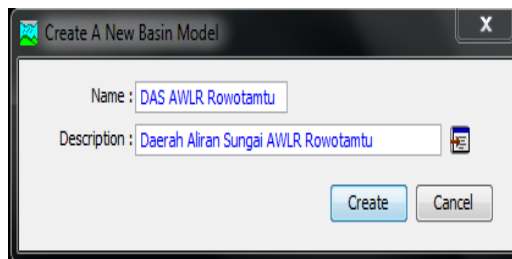 Create A New Basin Model
X
Name : DAS AWLR Rowotamtu
Description : Daerah Aliran Sungai AWLR Rowotamtu
Create Cancel